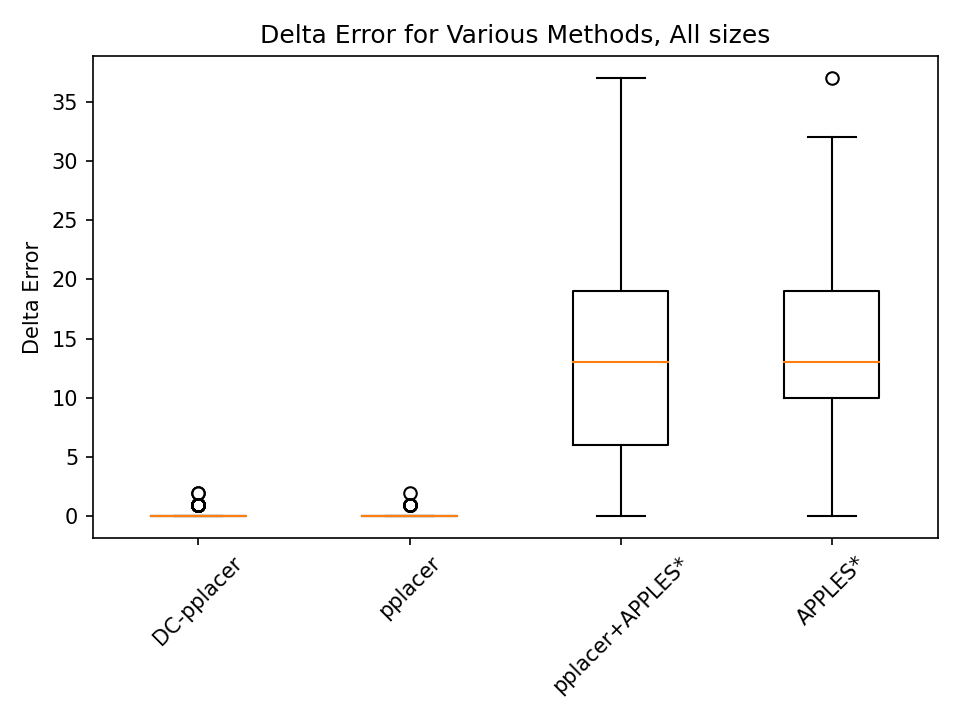 Delta Error for Various Methods, All sizes
Delta Error
35
30
25
20
15
10
5
0
DC-pplacer
pplacer
pplacer+APPLES*
APPLES*